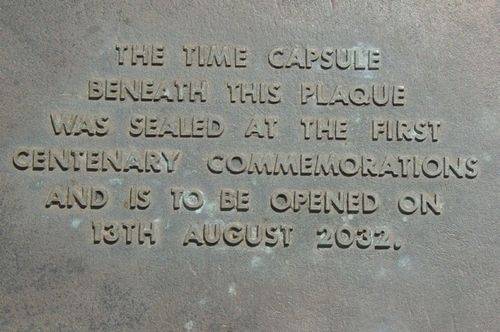 THE TIME CAPSULE
BENEATH THIS PLAQUE
WAS SEALED AT THE FIRST
CENTENARY COMMEMORATIONS
AND IS TO BE OPENED ON
13TH AUGUST 2032.